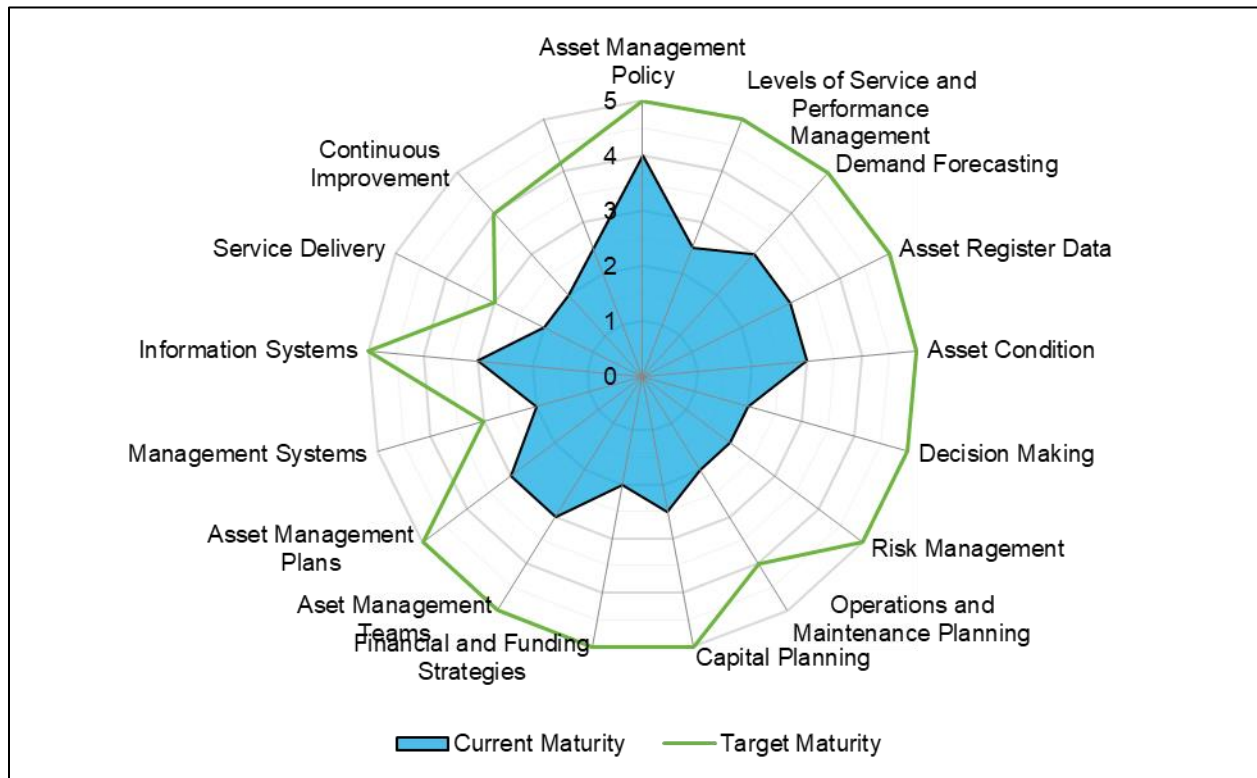 Asset Management
Policy
Levels of Service and
Performance
Management
Demand Forecasting
Asset Register Data
Asset Condition
Decision Making
Risk Management
Operations and
Maintenance Planning
Capital Planning
Financial and Funding
Strategies
Aset Management
Teams
Asset Management
Plans
Management Systems
Information Systems
Service Delivery
Continuous
Improvement
5
4
3
2
1
0
Current Maturity
Target Maturity